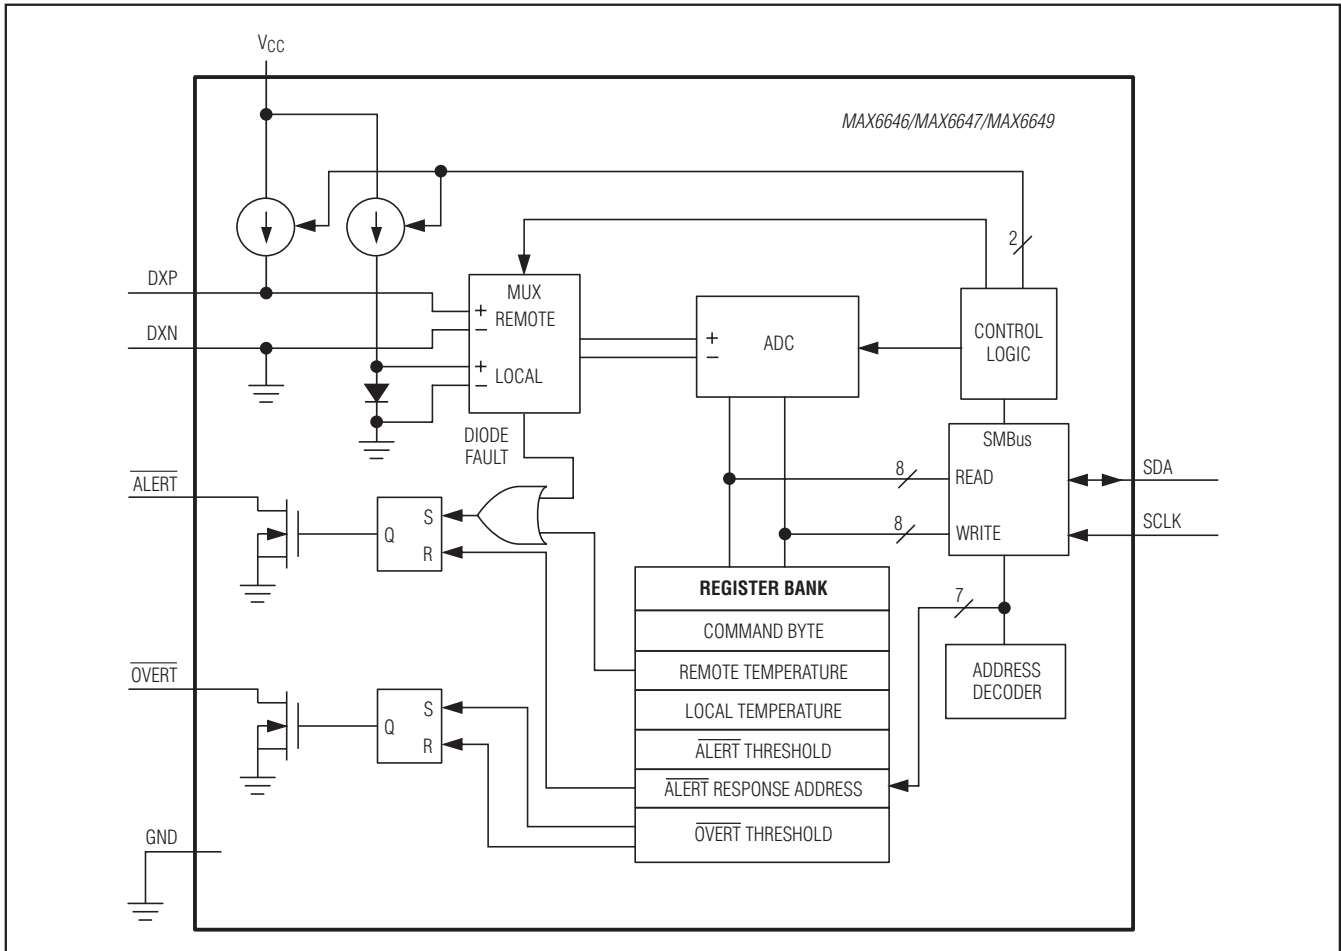 VCC
MAX6646/MAX6647/MAX6649
2
DXP
DXN
MUX
+
REMOTE
−
+
LOCAL
−
+
−
ADC
CONTROL
LOGIC
DIODE
FAULT
SMBus
8
READ
SDA
8
WRITE
SCLK
ALERT
S
Q
R
REGISTER BANK
COMMAND BYTE
REMOTE TEMPERATURE
LOCAL TEMPERATURE
ALERT THRESHOLD
ALERT RESPONSE ADDRESS
OVERT THRESHOLD
7
ADDRESS
DECODER
OVERT
S
Q
R
GND